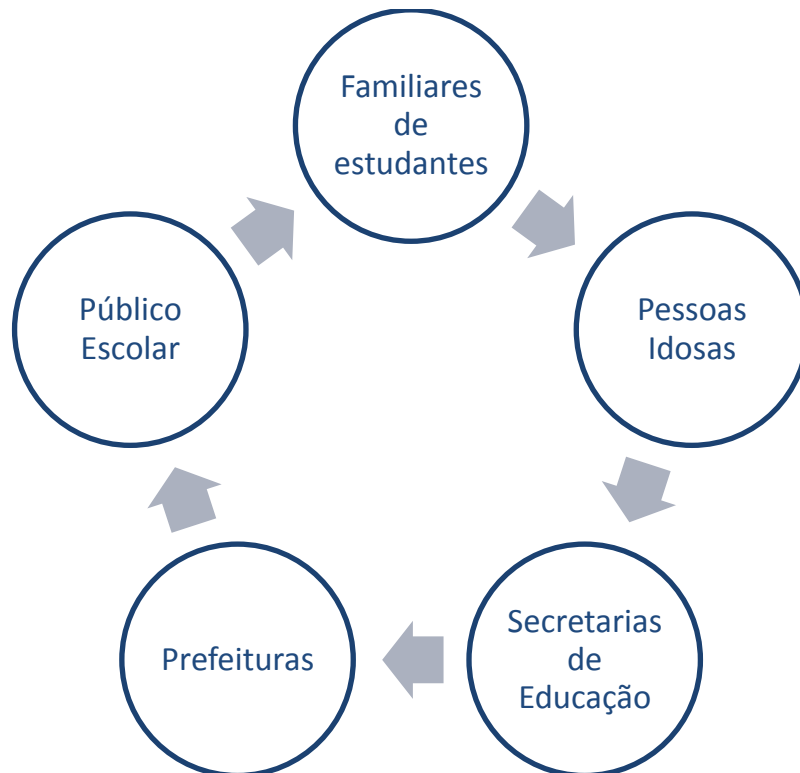 Familiares
de
estudantes
Pessoas
Idosas
Secretarias
de
Educação
Prefeituras
Público
Escolar